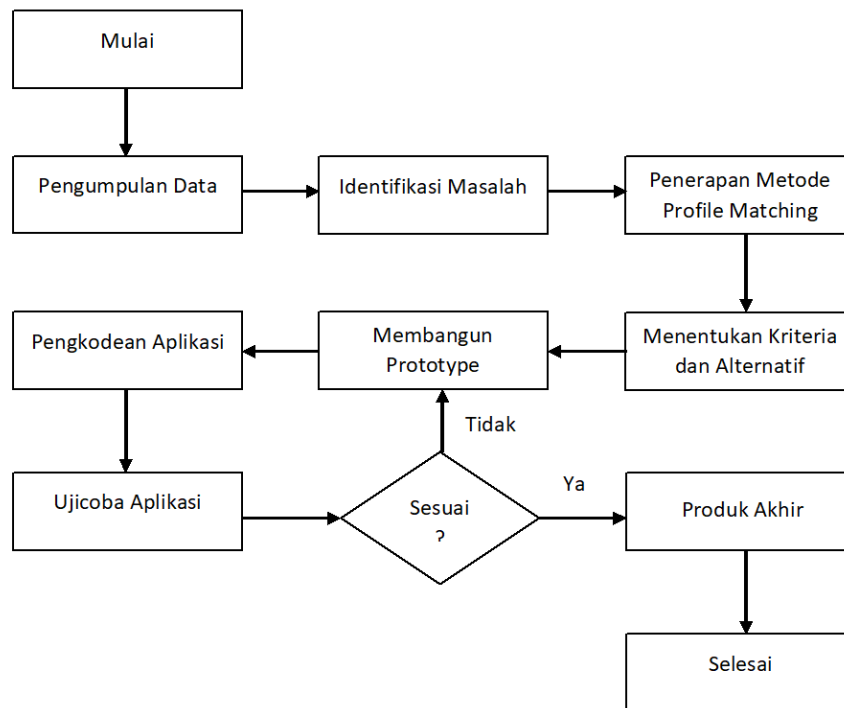 Mulai
Pengumpulan Data
Identifikasi Masalah
Penerapan Metode
Profile Matching
Menentukan Kriteria
dan Alternatif
Membangun
Prototype
Pengkodean Aplikasi
Ujicoba Aplikasi
Sesuai
?
Tidak
Ya
Produk Akhir
Selesai